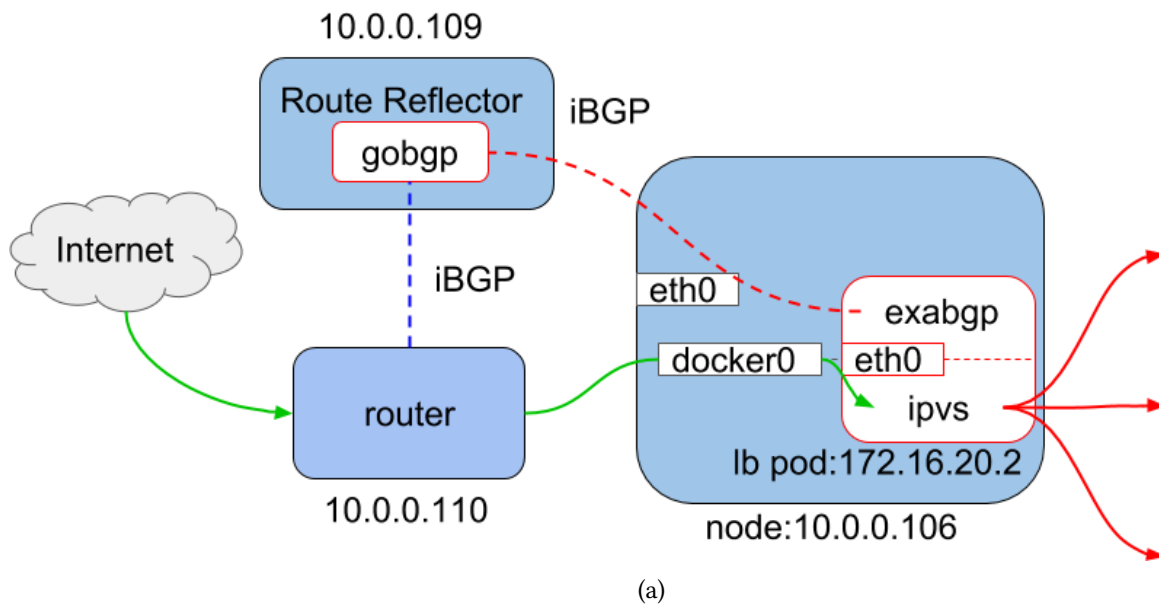 10.0.0.109
Route Reflector
gobgp
iBGP
Internet
iBGP
eth0
exabgp
docker0
eth0
router
ipvs
lb pod:172.16.20.2
10.0.0.110
node:10.0.0.106
(a)